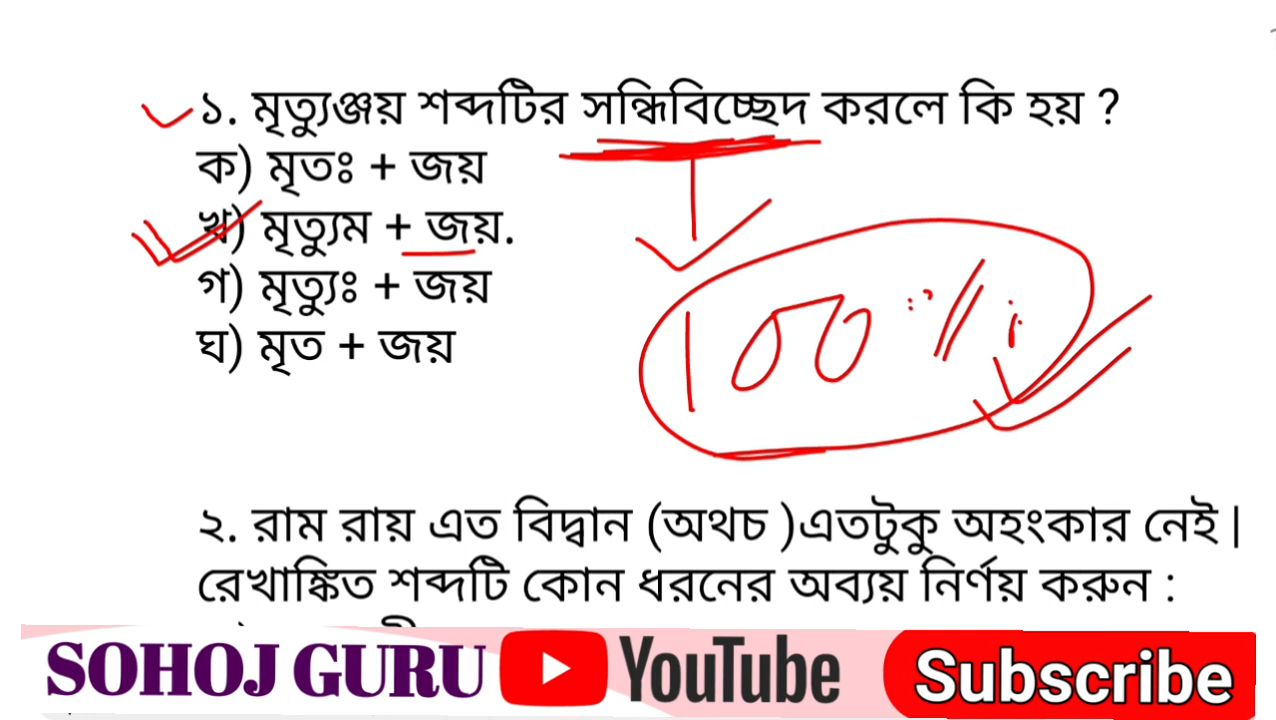 ১. মৃত্যুঞ্জয় শব্দটির সন্ধিবিচ্ছেদ করলে কি হয় ?
ক) মৃতঃ + জয়
খ) মৃত্যুম + জয়.
গ) মৃত্যুঃ + জয়
ঘ) মৃত + জয়
100%
২. রাম রায় এত বিদ্বান (অথচ )এতটুকু অহংকার নেই|
রেখাঙ্কিত শব্দটি কোন ধরনের অব্যয় নির্ণয় করুন :
SOHOJ GURU YouTube Subscribe